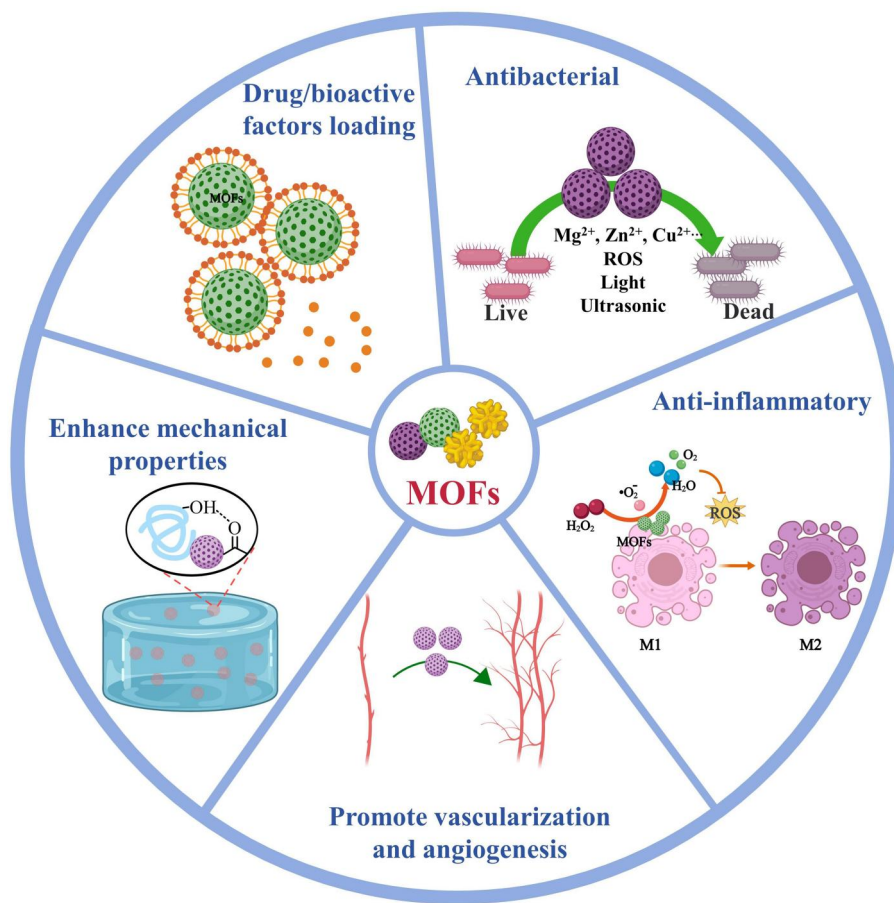 Drug/bioactive
factors loading
MOFs
Antibacterial
Mg²⁺, Zn²⁺, Cu²⁺···
ROS
Light
Ultrasonic
Live
Dead
Anti-inflammatory
O₂
•O₂⁻
H₂O
H₂O₂
ROS
MOFs
M1
M2
Enhance mechanical
properties
-OH
O
MOFs
Promote vascularization
and angiogenesis